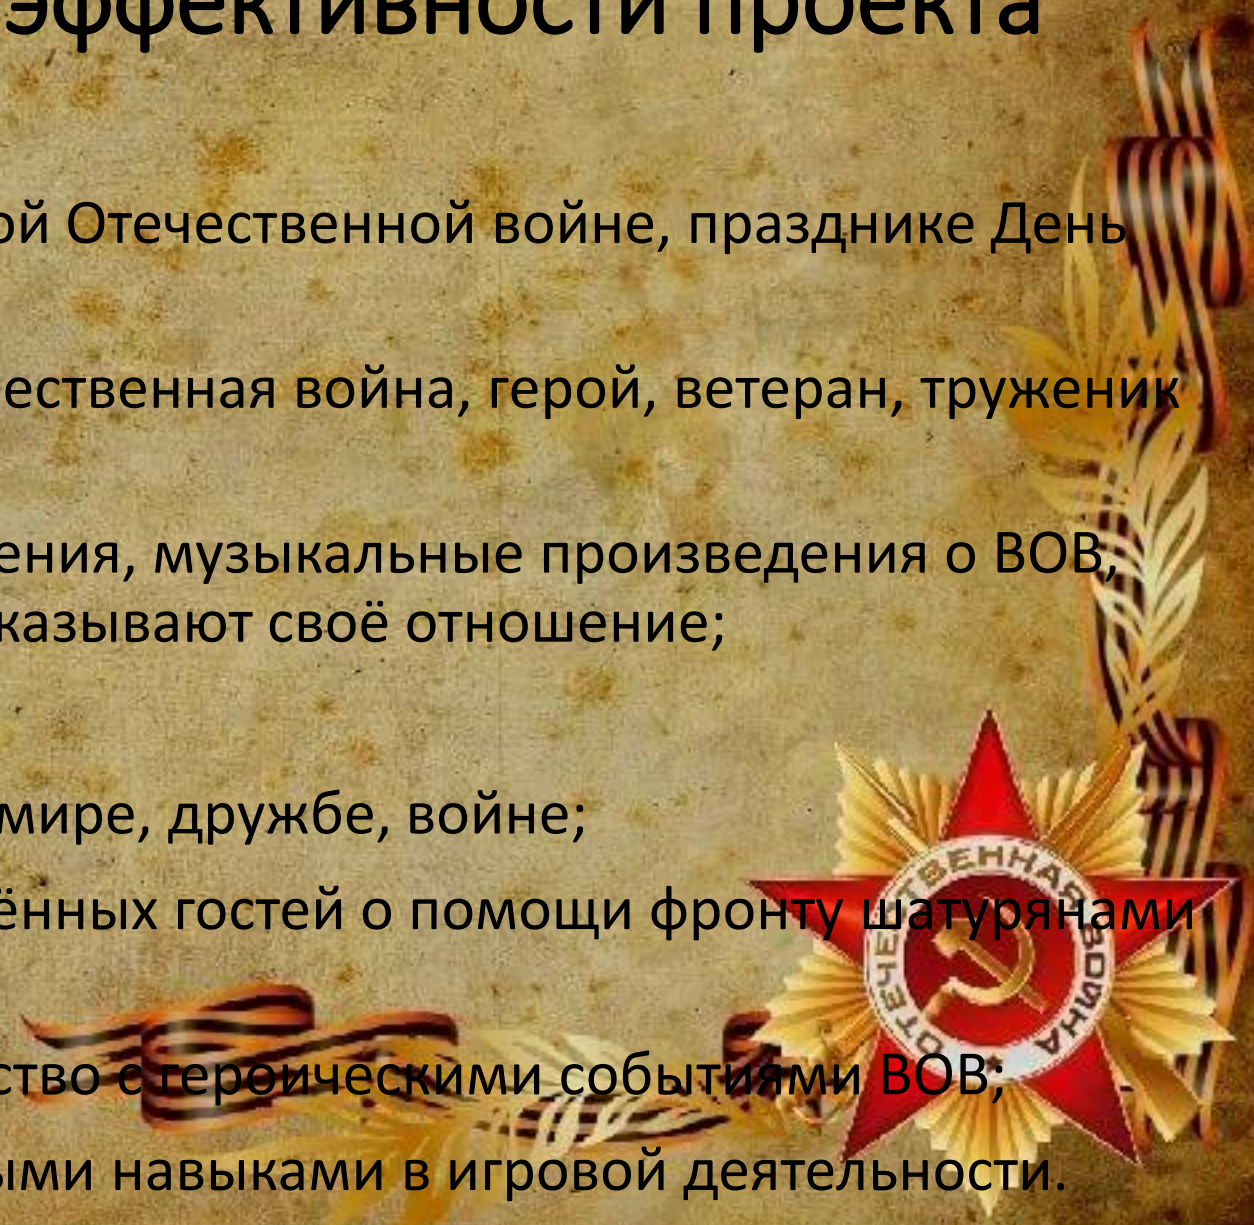 эффективности проекта
ой Отечественной войне, празднике День
ественная война, герой, ветеран, труженик
ения, музыкальные произведения о ВОВ,
казывают своё отношение;
мире, дружбе, войне;
ённых гостей о помощи фронту шатурянами
ство с героическими событиями ВОВ;
ыми навыками в игровой деятельности.
ОТЕЧЕСТВЕННАЯ ВОЙНА